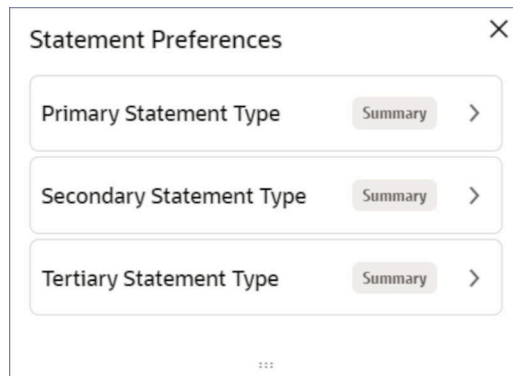 Statement Preferences
Primary Statement Type Summary
Secondary Statement Type Summary
Tertiary Statement Type Summary